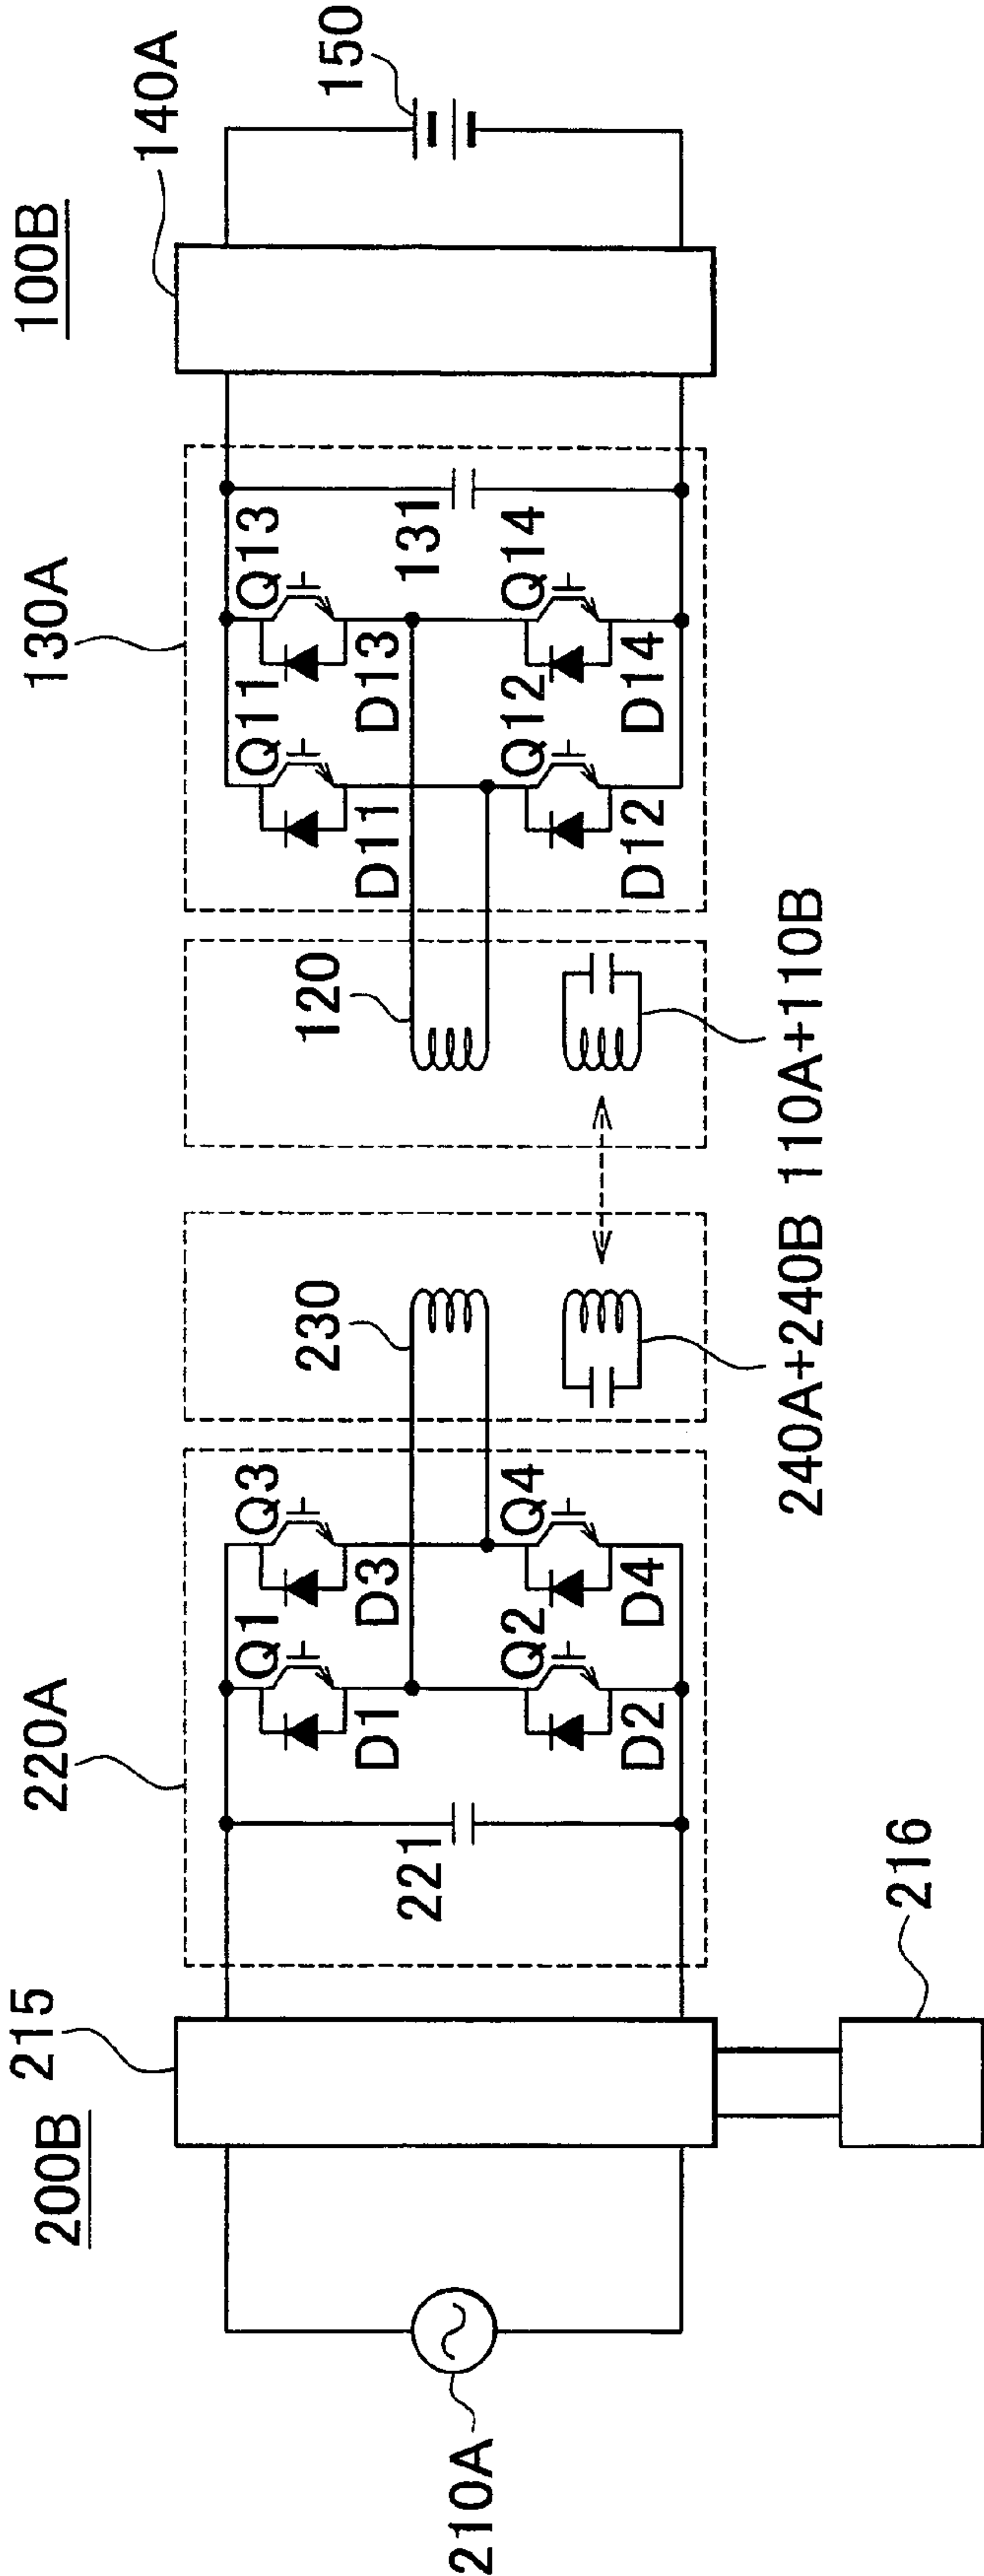 200B
215
220A
130A
100B
140A
150
210A
216
221
Q1
Q3
D1
D3
Q2
Q4
D2
D4
230
120
240A+240B
110A+110B
Q11
Q13
D11
D13
131
Q12
Q14
D12
D14